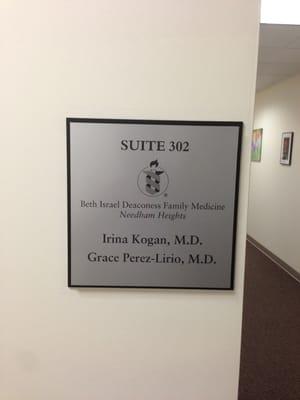 SUITE 302
Beth Israel Deaconess Family Medicine
Needham Heights
Irina Kogan, M.D.
Grace Perez-Lirio, M.D.